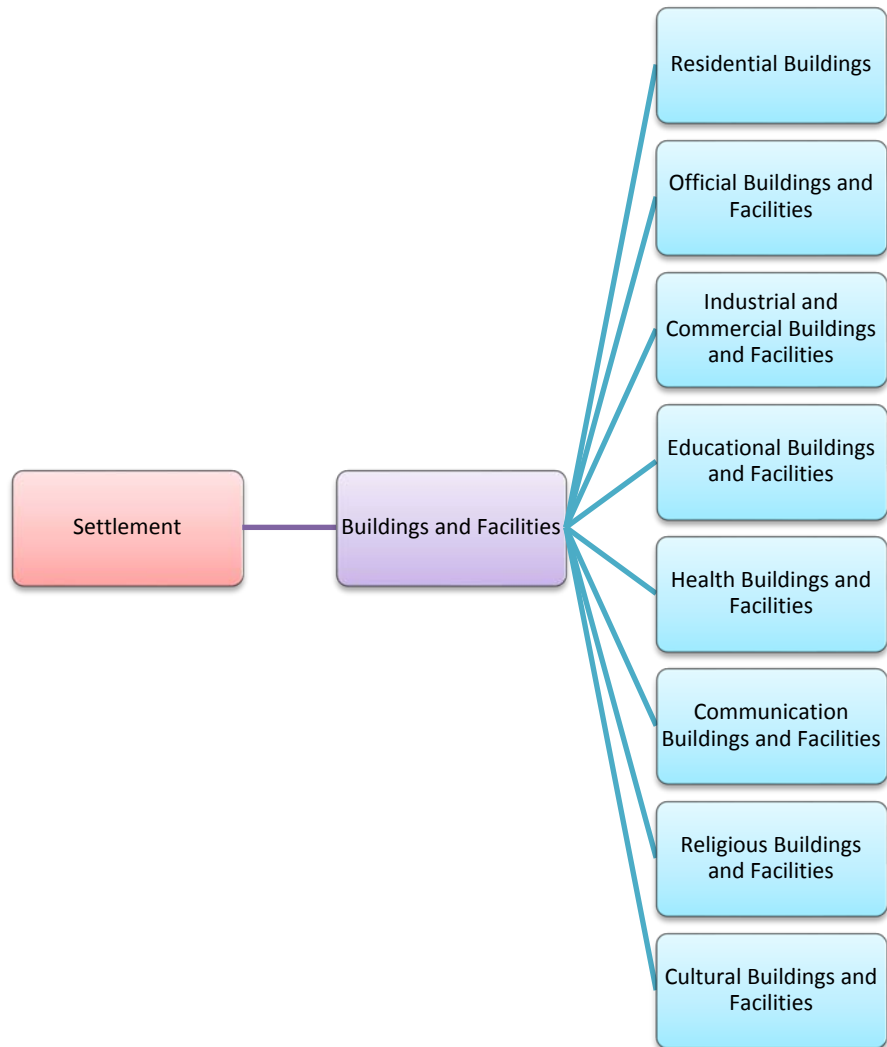 Residential Buildings
Official Buildings and
Facilities
Industrial and
Commercial Buildings
and Facilities
Educational Buildings
and Facilities
Settlement
Buildings and Facilities
Health Buildings and
Facilities
Communication
Buildings and Facilities
Religious Buildings
and Facilities
Cultural Buildings and
Facilities